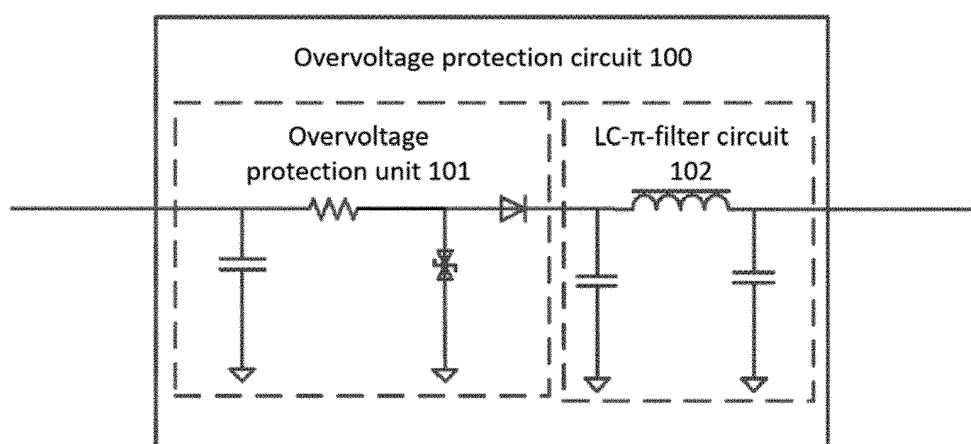 Overvoltage protection circuit 100
Overvoltage
protection unit 101
LC-π-filter circuit
102